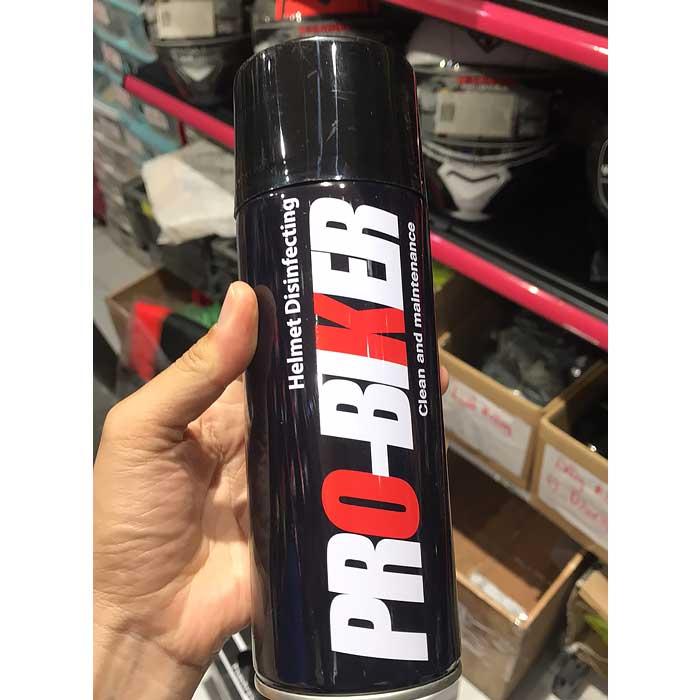 Helmet Disinfecting
PRO-BIKER
Clean and maintenance